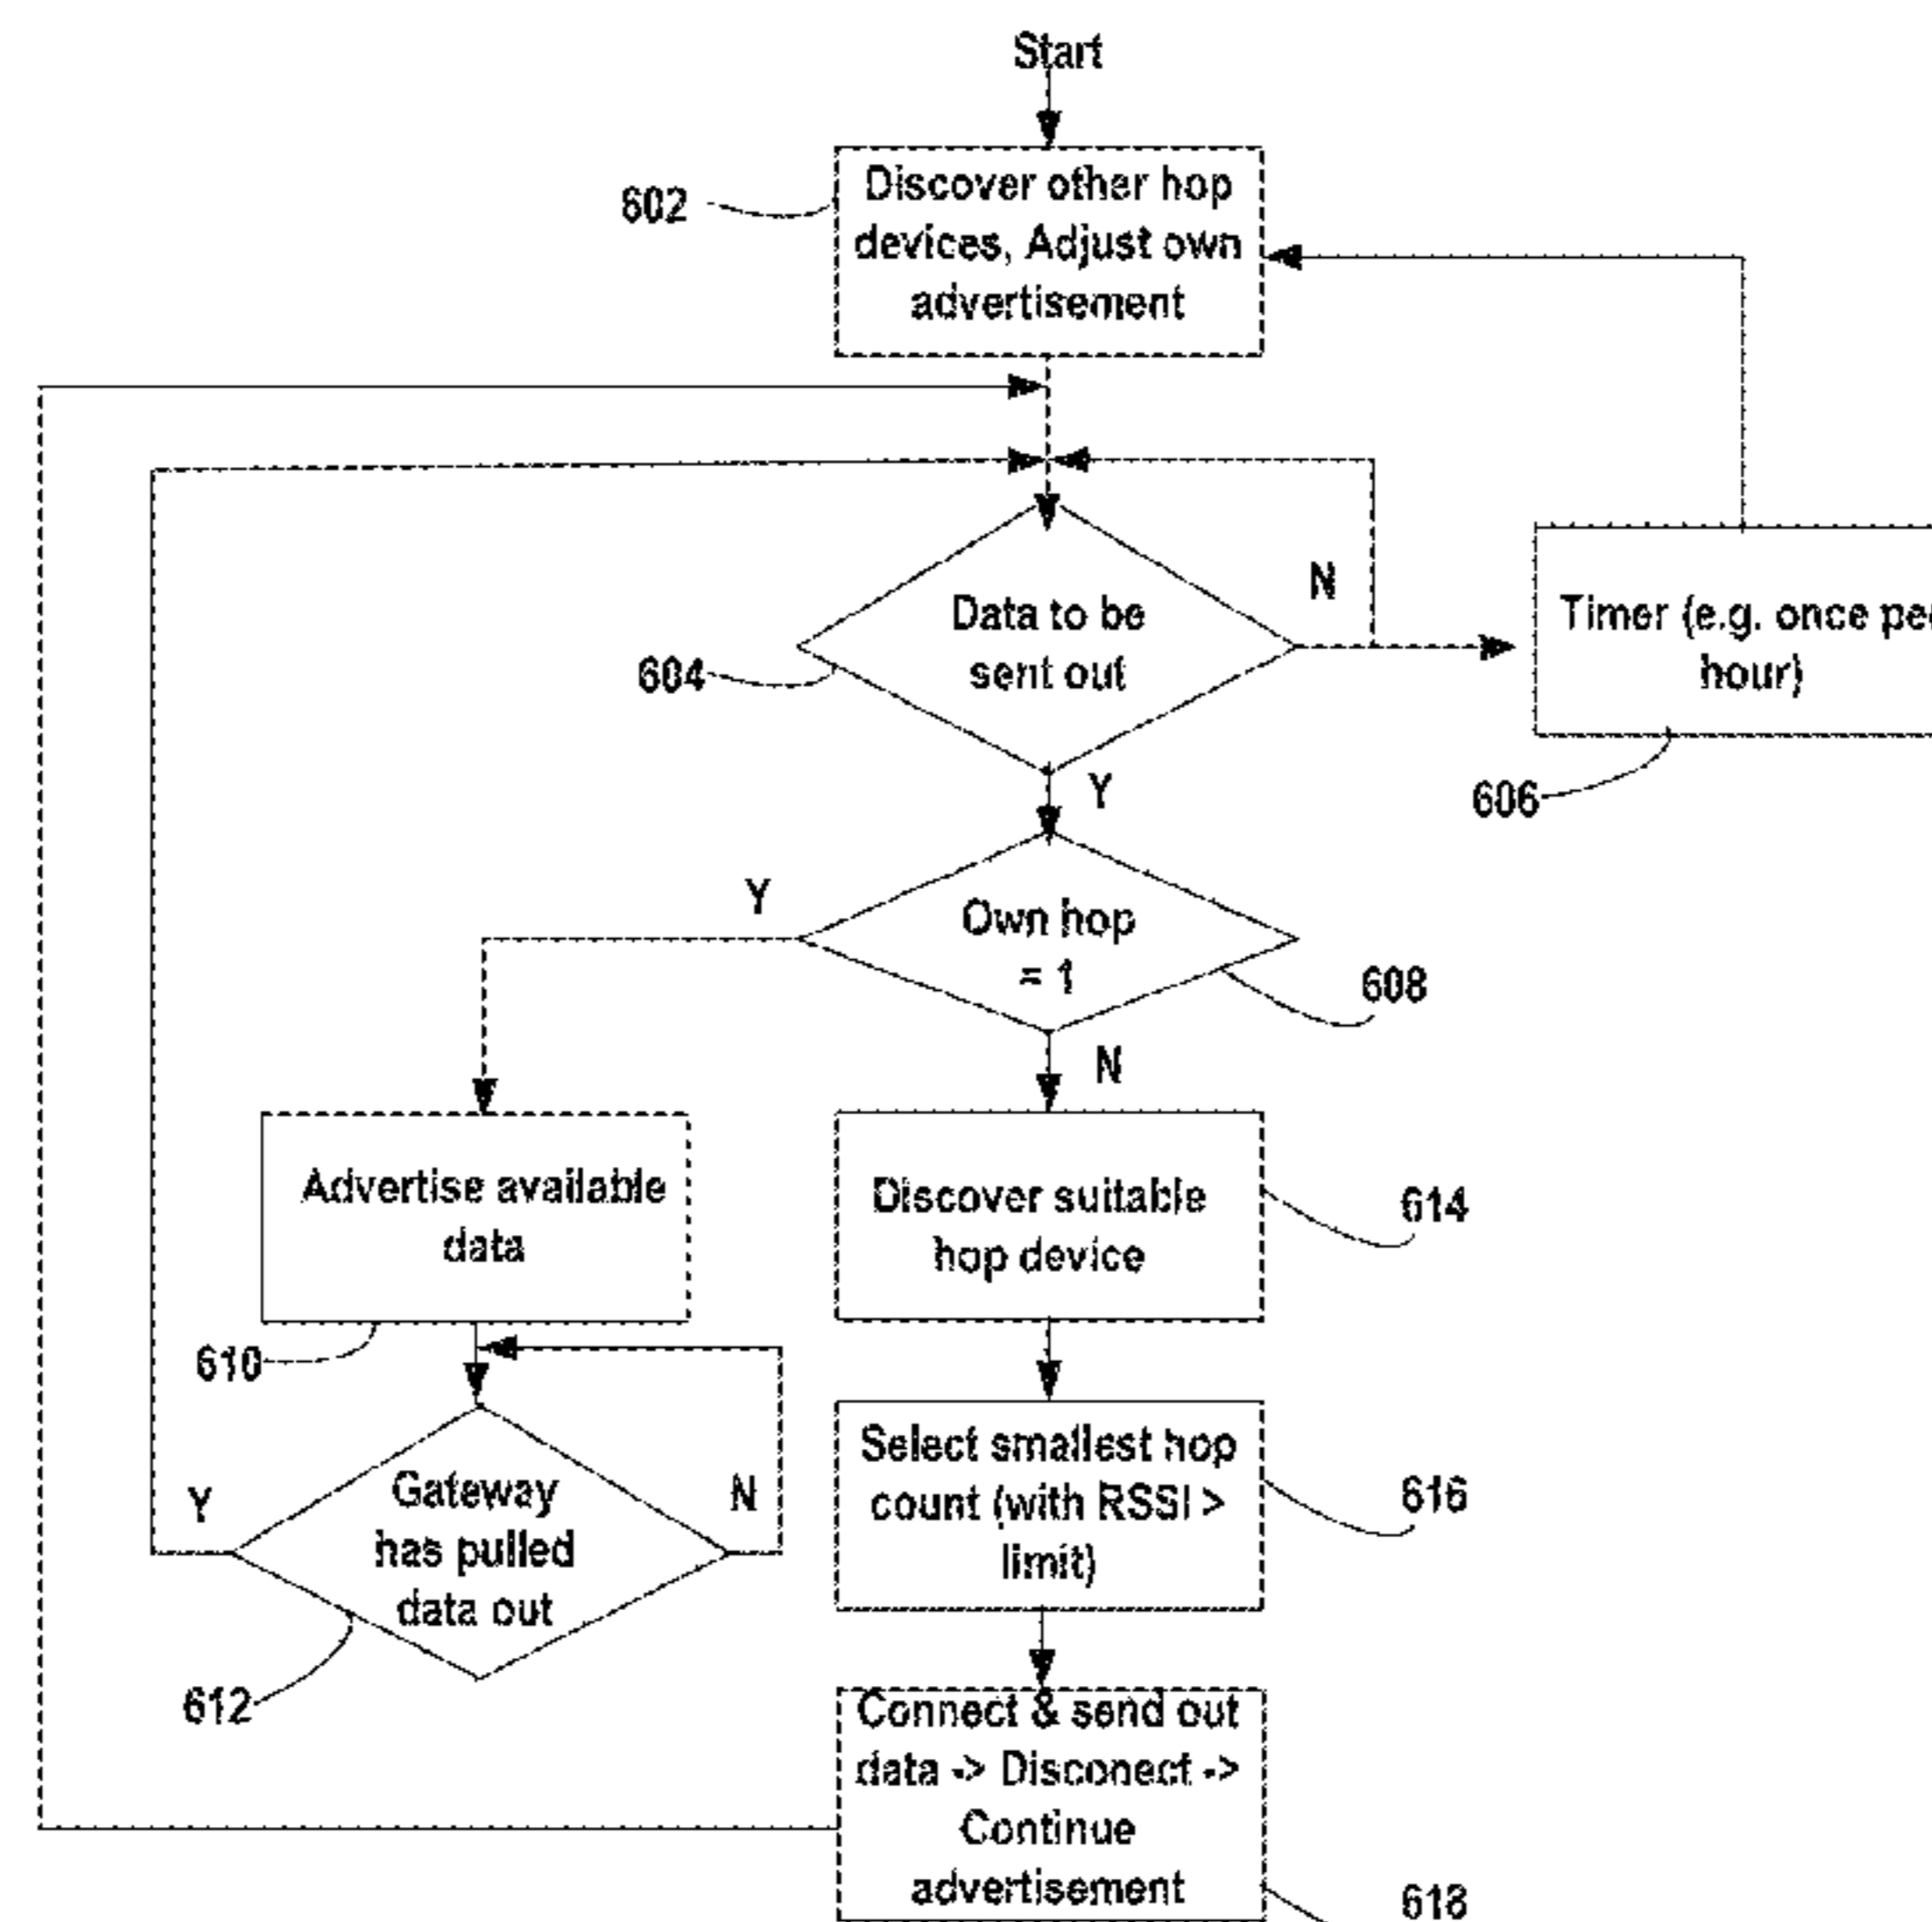 Start
602
Discover other hop
devices, Adjust own
advertisement
N
Data to be
sent out
604
Timer (e.g. once per
hour)
606
Y
Y
Own hop
= 1
608
N
Advertise available
data
610
Discover suitable
hop device
614
Y
Gateway
has pulled
data out
N
612
Select smallest hop
count (with RSSI >
limit)
616
Connect & send out
data -> Disconect ->
Continue
advertisement
618